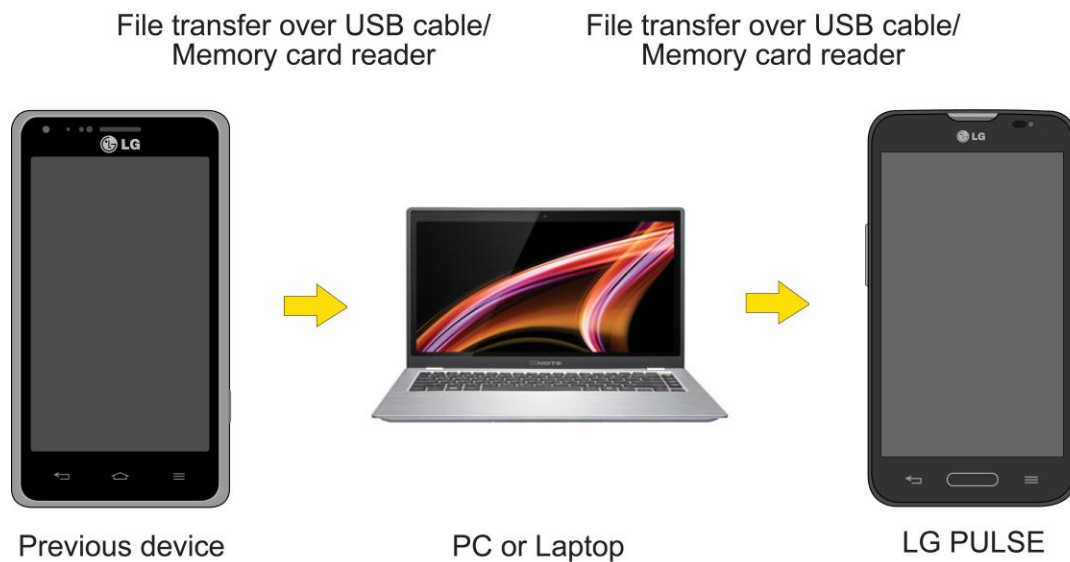 File transfer over USB cable/
Memory card reader
File transfer over USB cable/
Memory card reader
LG
LG
XNOTE
Previous device
PC or Laptop
LG PULSE